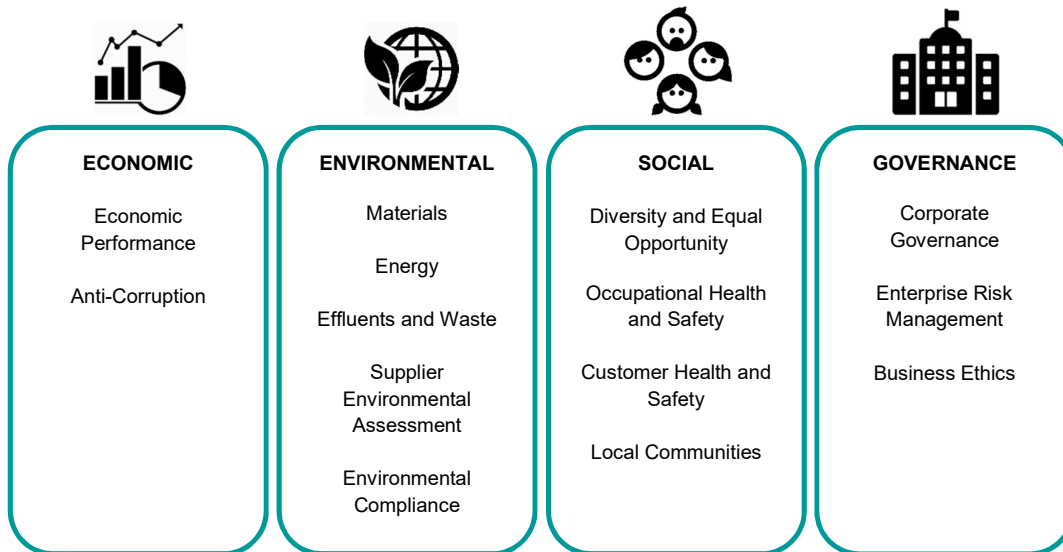 ECONOMIC
Economic
Performance
Anti-Corruption
ENVIRONMENTAL
Materials
Energy
Effluents and Waste
Supplier
Environmental
Assessment
Environmental
Compliance
SOCIAL
Diversity and Equal
Opportunity
Occupational Health
and Safety
Customer Health and
Safety
Local Communities
GOVERNANCE
Corporate
Governance
Enterprise Risk
Management
Business Ethics